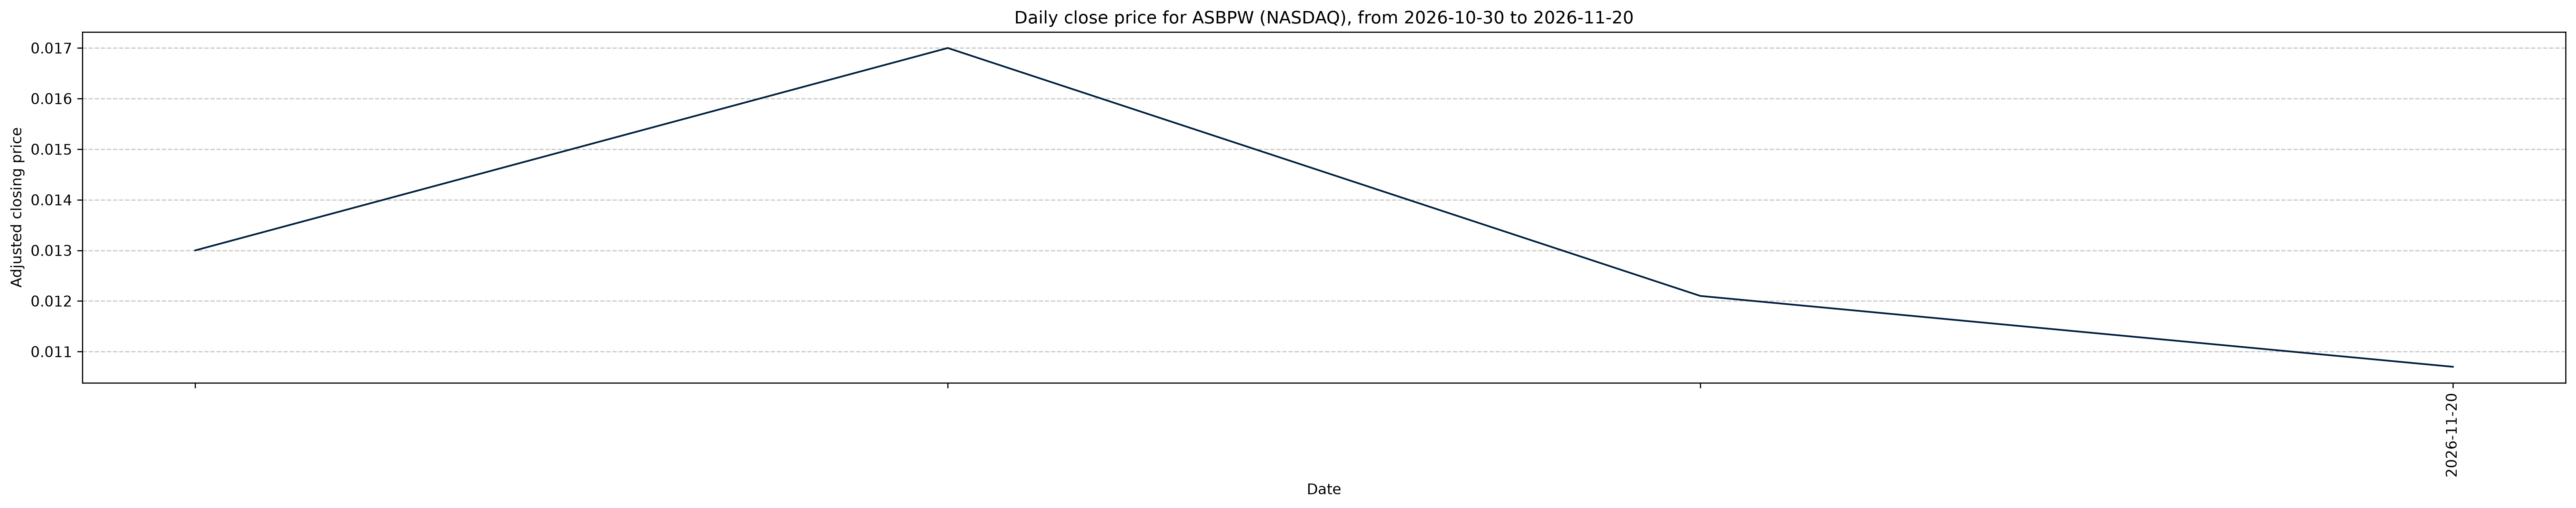 Daily close price for ASBPW (NASDAQ), from 2026-10-30 to 2026-11-20
0.017
0.016
0.015
0.014
0.013
0.012
0.011
Adjusted closing price
2026-11-20
Date